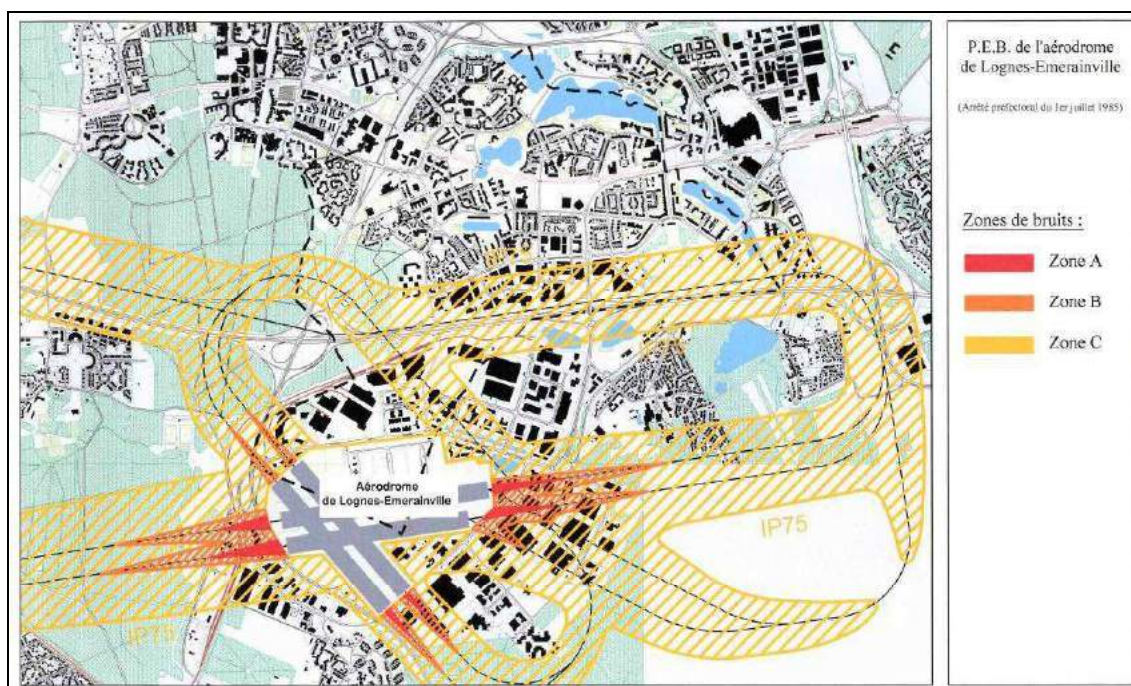 P.E.B. de l'aérodrome
de Lognes-Emerainville
(Arrêté préfectoral du 1er juillet 1985)
Zones de bruits :
Zone A
Zone B
Zone C
Aérodrome
de Lognes-Emerainville
IP75
IP75